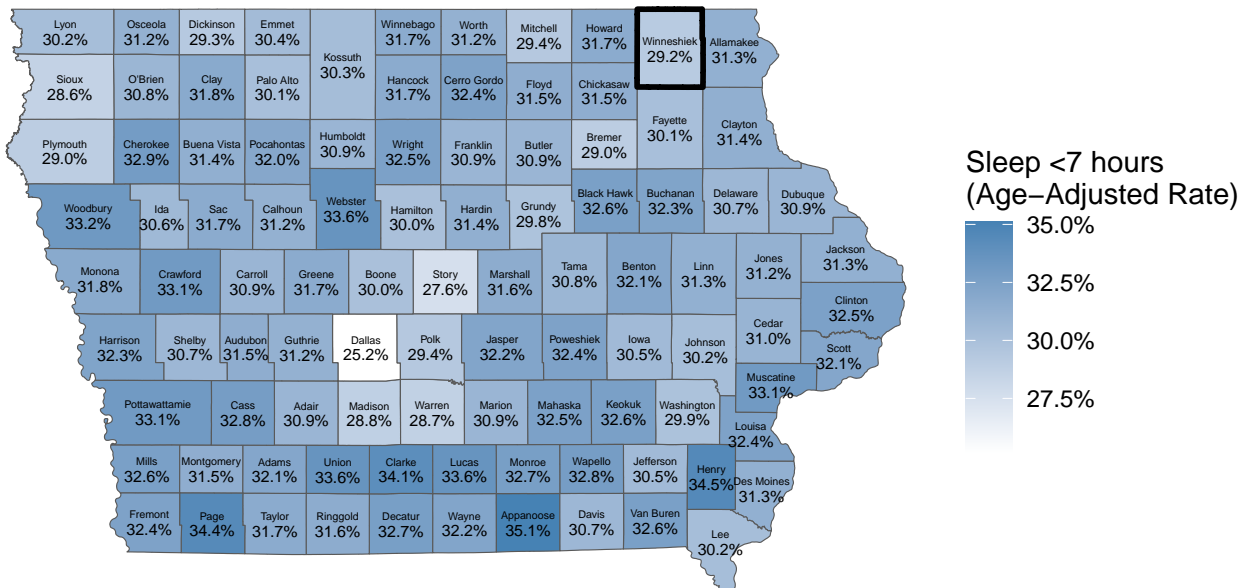 Lyon
30.2%
Osceola
31.2%
Dickinson
29.3%
Emmet
30.4%
Kossuth
30.3%
Winnebago
31.7%
Worth
31.2%
Mitchell
29.4%
Howard
31.7%
Winneshiek
29.2%
Allamakee
31.3%
Sioux
28.6%
O'Brien
30.8%
Clay
31.8%
Palo Alto
30.1%
Hancock
31.7%
Cerro Gordo
32.4%
Floyd
31.5%
Chickasaw
31.5%
Fayette
30.1%
Clayton
31.4%
Plymouth
29.0%
Cherokee
32.9%
Buena Vista
31.4%
Pocahontas
32.0%
Humboldt
30.9%
Wright
32.5%
Franklin
30.9%
Butler
30.9%
Bremer
29.0%
Woodbury
33.2%
Ida
30.6%
Sac
31.7%
Calhoun
31.2%
Webster
33.6%
Hamilton
30.0%
Hardin
31.4%
Grundy
29.8%
Black Hawk
32.6%
Buchanan
32.3%
Delaware
30.7%
Dubuque
30.9%
Monona
31.8%
Crawford
33.1%
Carroll
30.9%
Greene
31.7%
Boone
30.0%
Story
27.6%
Marshall
31.6%
Tama
30.8%
Benton
32.1%
Linn
31.3%
Jones
31.2%
Jackson
31.3%
Clinton
32.5%
Harrison
32.3%
Shelby
30.7%
Audubon
31.5%
Guthrie
31.2%
Dallas
25.2%
Polk
29.4%
Jasper
32.2%
Poweshiek
32.4%
Iowa
30.5%
Johnson
30.2%
Cedar
31.0%
Scott
32.1%
Muscatine
33.1%
Pottawattamie
33.1%
Cass
32.8%
Adair
30.9%
Madison
28.8%
Warren
28.7%
Marion
30.9%
Mahaska
32.5%
Keokuk
32.6%
Washington
29.9%
Louisa
32.4%
Mills
32.6%
Montgomery
31.5%
Adams
32.1%
Union
33.6%
Clarke
34.1%
Lucas
33.6%
Monroe
32.7%
Wapello
32.8%
Jefferson
30.5%
Henry
34.5%
Des Moines
31.3%
Fremont
32.4%
Page
34.4%
Taylor
31.7%
Ringgold
31.6%
Decatur
32.7%
Wayne
32.2%
Appanoose
35.1%
Davis
30.7%
Van Buren
32.6%
Lee
30.2%
Sleep <7 hours
(Age−Adjusted Rate)
35.0%
32.5%
30.0%
27.5%